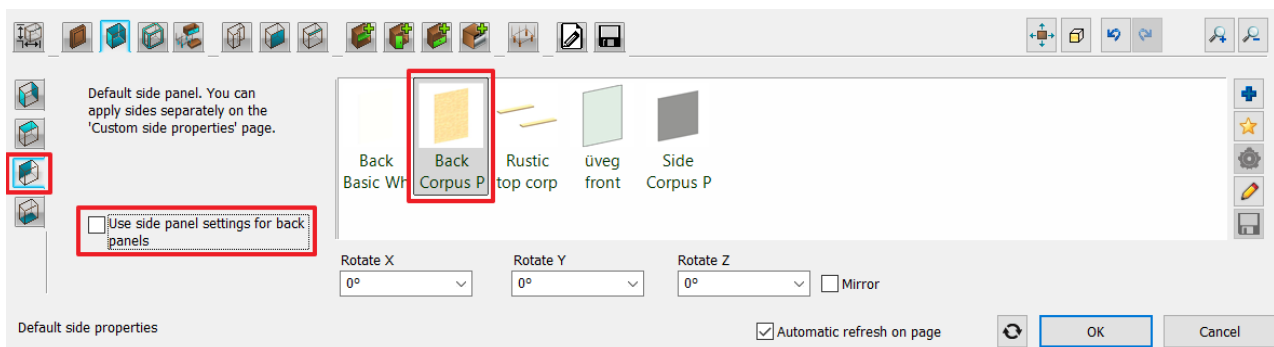 Default side panel. You can
apply sides separately on the
'Custom side properties' page.
Use side panel settings for back
panels
Back
Basic Wh
Back
Corpus P
Rustic
top corp
üveg
front
Side
Corpus P
Rotate X
Rotate Y
Rotate Z
0°
0°
0°
Mirror
Default side properties
Automatic refresh on page
OK
Cancel